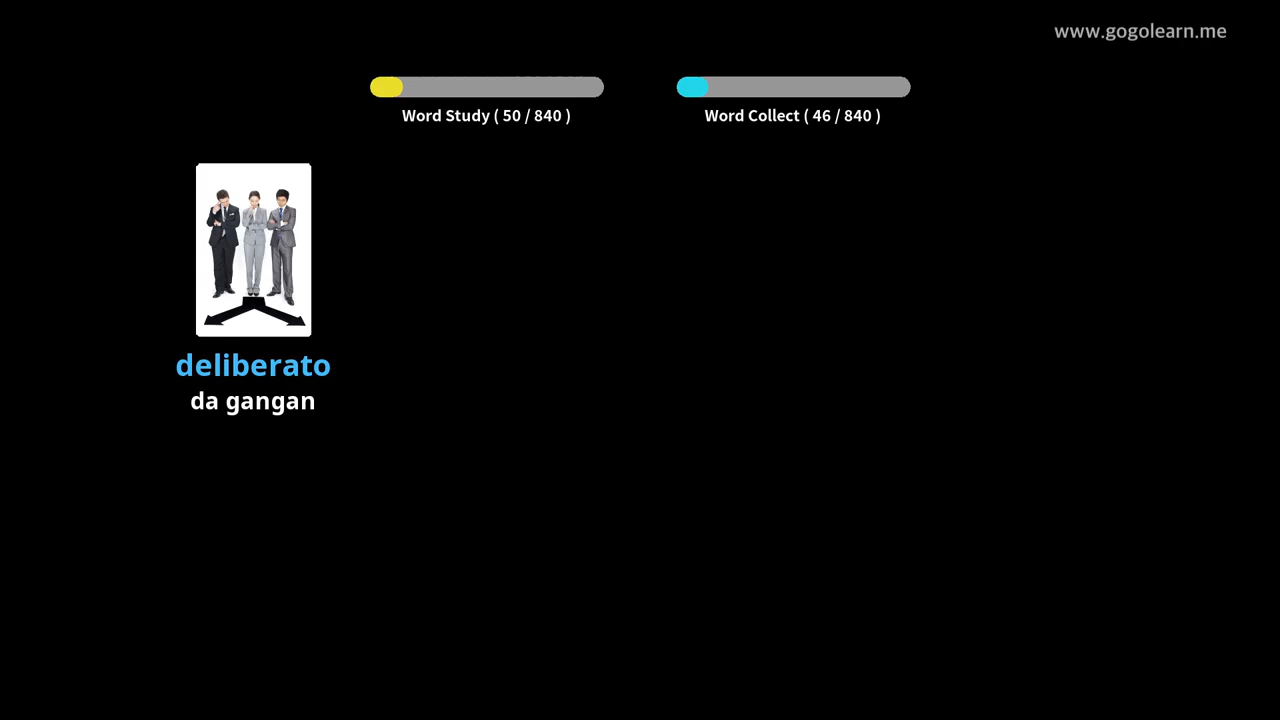 www.gogolearn.me
Word Study ( 50 / 840 )
Word Collect ( 46 / 840 )
deliberato
da gangan